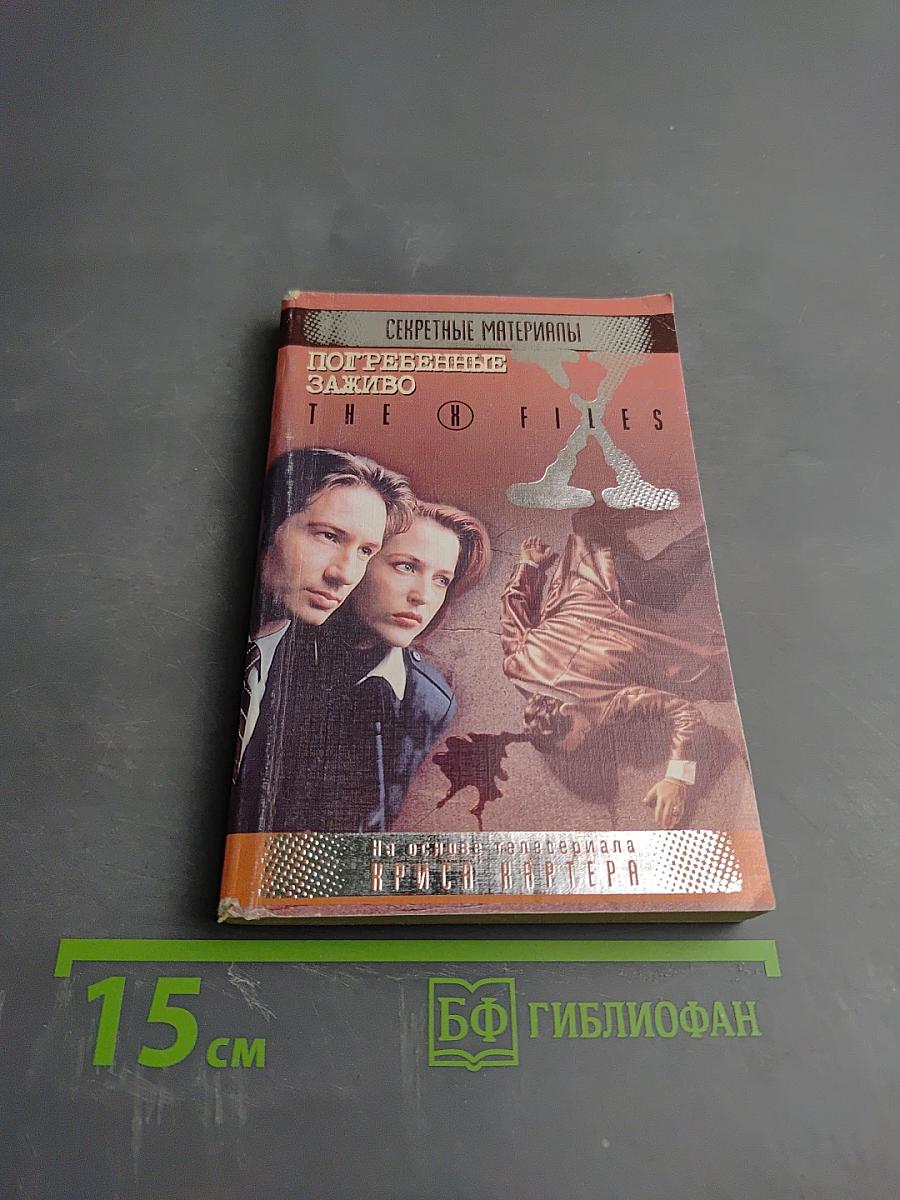 СЕКРЕТНЫЕ МАТЕРИАЛЫ
ПОГРЕБЕННЫЕ
ЗАЖИВО
THE X FILES
X
На основе телесериала
КРИСА КАРТЕРА
15 см
БФ ГИБЛИОФАН